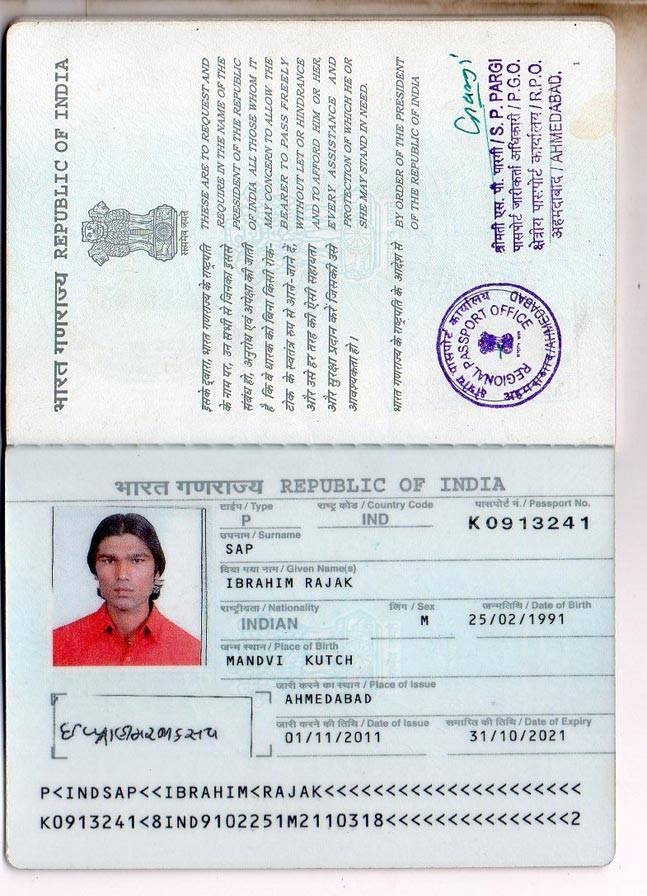 भारत गणराज्य REPUBLIC OF INDIA
सत्यमेव जयते
इसके द्वारा, भारत गणराज्य के राष्ट्रपति
के नाम पर, उन सभी से जिनका इससे
संबंध हो, अनुरोध एवं अपेक्षा की जाती
है कि वे धारक को बिना किसी रोक-
टोक के स्वतंत्र रुप से आने-जाने दें,
और उसे हर तरह की ऐसी सहायता
और सुरक्षा प्रदान करें जिसकी उसे
आवश्यकता हो।
भारत गणराज्य के राष्ट्रपति के आदेश से
THESE ARE TO REQUEST AND
REQUIRE IN THE NAME OF THE
PRESIDENT OF THE REPUBLIC
OF INDIA ALL THOSE WHOM IT
MAY CONCERN TO ALLOW THE
BEARER TO PASS FREELY
WITHOUT LET OR HINDRANCE
AND TO AFFORD HIM OR HER,
EVERY ASSISTANCE AND
PROTECTION OF WHICH HE OR
SHE MAY STAND IN NEED.
BY ORDER OF THE PRESIDENT
OF THE REPUBLIC OF INDIA
क्षेत्रीय पासपोर्ट कार्यालय
REGIONAL PASSPORT OFFICE
अहमदाबाद/AHMEDABAD
श्रीमती एस. पी. पारगी / S. P. PARGI
पासपोर्ट जारीकर्ता अधिकारी / P.G.O.
क्षेत्रीय पासपोर्ट कार्यालय / R.P.O.
अहमदाबाद / AHMEDABAD.
1
भारत गणराज्य REPUBLIC OF INDIA
टाईप / Type राष्ट्र कोड / Country Code पासपोर्ट नं. / Passport No.
P IND K0913241
उपनाम / Surname
SAP
दिया गया नाम / Given Name(s)
IBRAHIM RAJAK
राष्ट्रीयता / Nationality लिंग / Sex जन्मतिथि / Date of Birth
INDIAN M 25/02/1991
जन्म स्थान / Place of Birth
MANDVI KUTCH
जारी करने का स्थान / Place of Issue
AHMEDABAD
जारी करने की तिथि / Date of Issue समाप्ति की तिथि / Date of Expiry
01/11/2011 31/10/2021
P<INDSAP<<IBRAHIM<RAJAK<<<<<<<<<<<<<<<<<<<<<
K0913241<8IND9102251M2110318<<<<<<<<<<<<<<<2